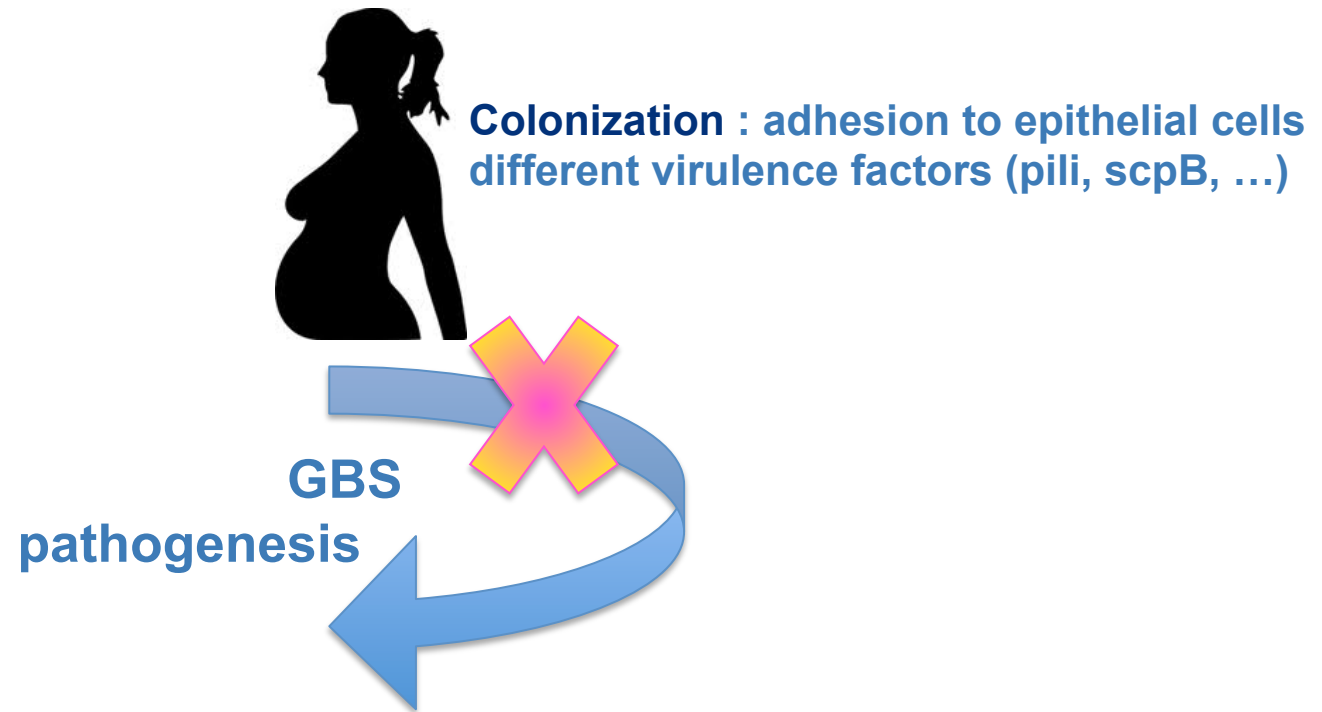 Colonization : adhesion to epithelial cells
different virulence factors (pili, scpB, …)
GBS
pathogenesis